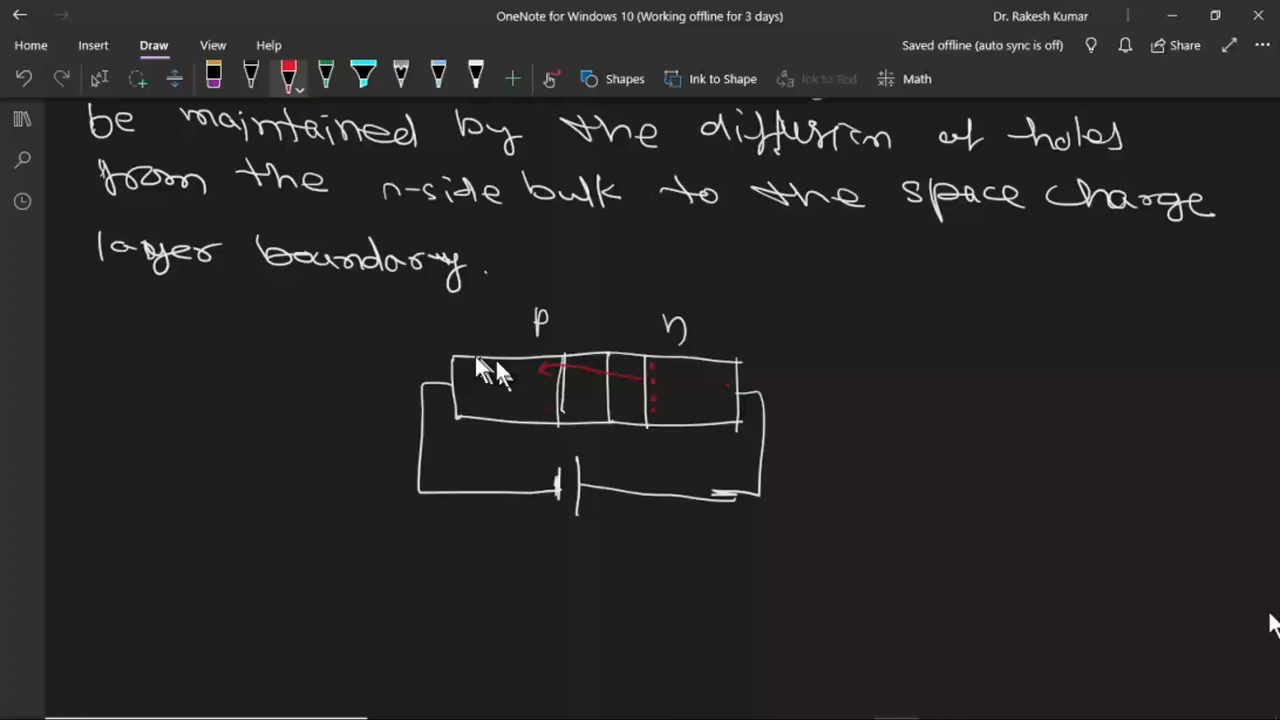 OneNote for Windows 10 (Working offline for 3 days)
Dr. Rakesh Kumar
Home Insert Draw View Help
Saved offline (auto sync is off)
Share
Shapes
Ink to Shape
Ink to Text
Math
be maintained by the diffusion of holes
from the n-side bulk to the space charge
layer boundary.
P n